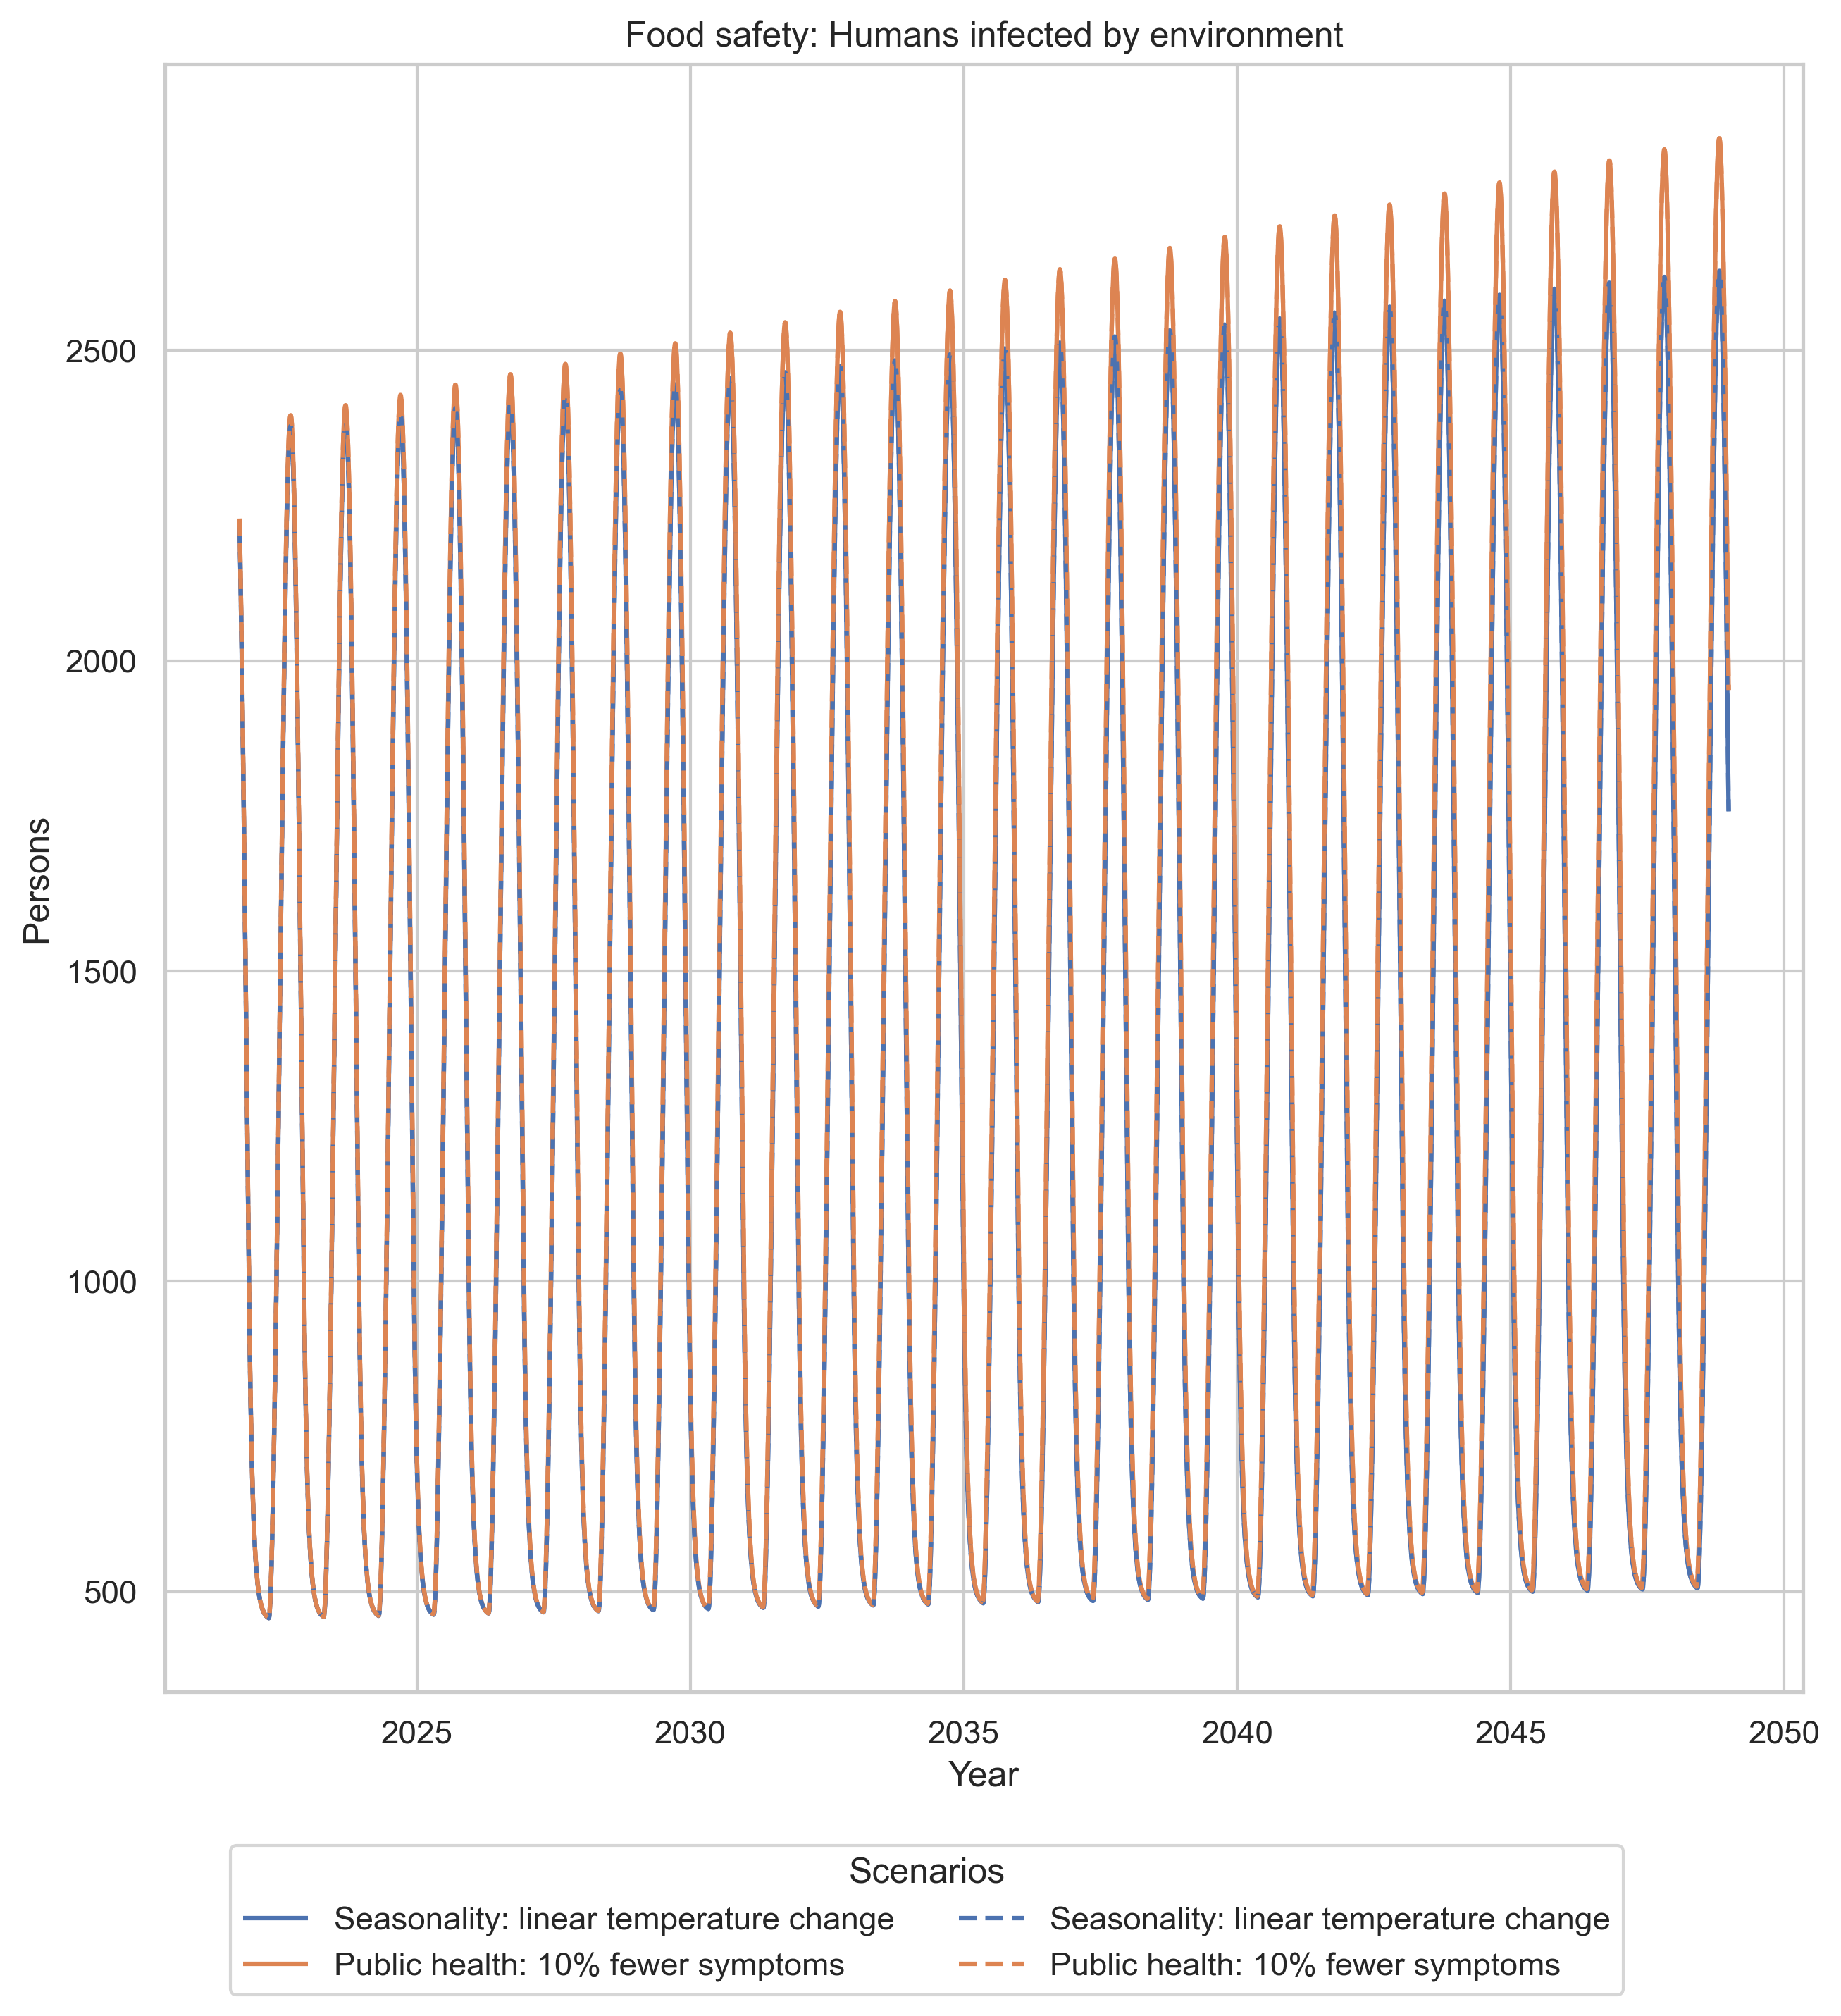 Food safety: Humans infected by environment
2500
2000
1500
1000
500
Persons
2025 2030 2035 2040 2045 2050
Year
Scenarios
Seasonality: linear temperature change Seasonality: linear temperature change
Public health: 10% fewer symptoms Public health: 10% fewer symptoms